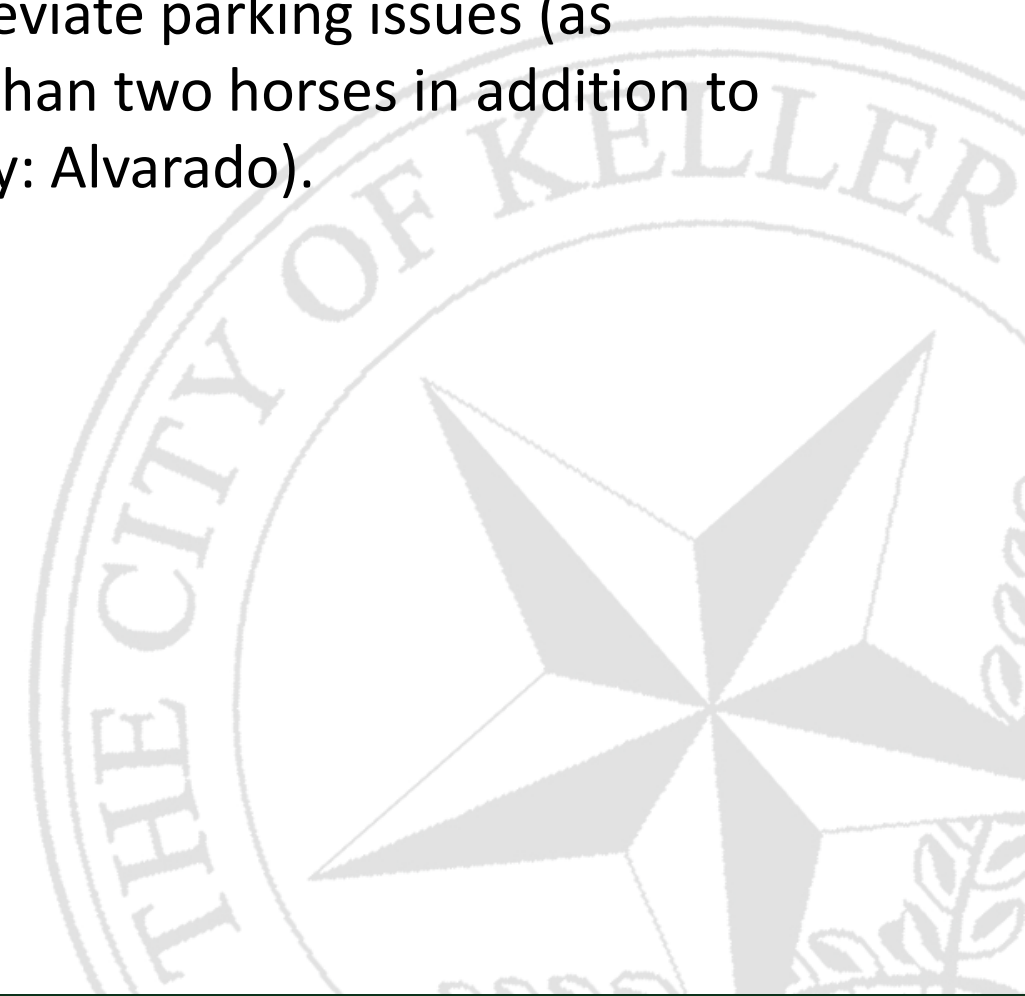 eviate parking issues (as
han two horses in addition to
y: Alvarado).
THE CITY OF KELLER